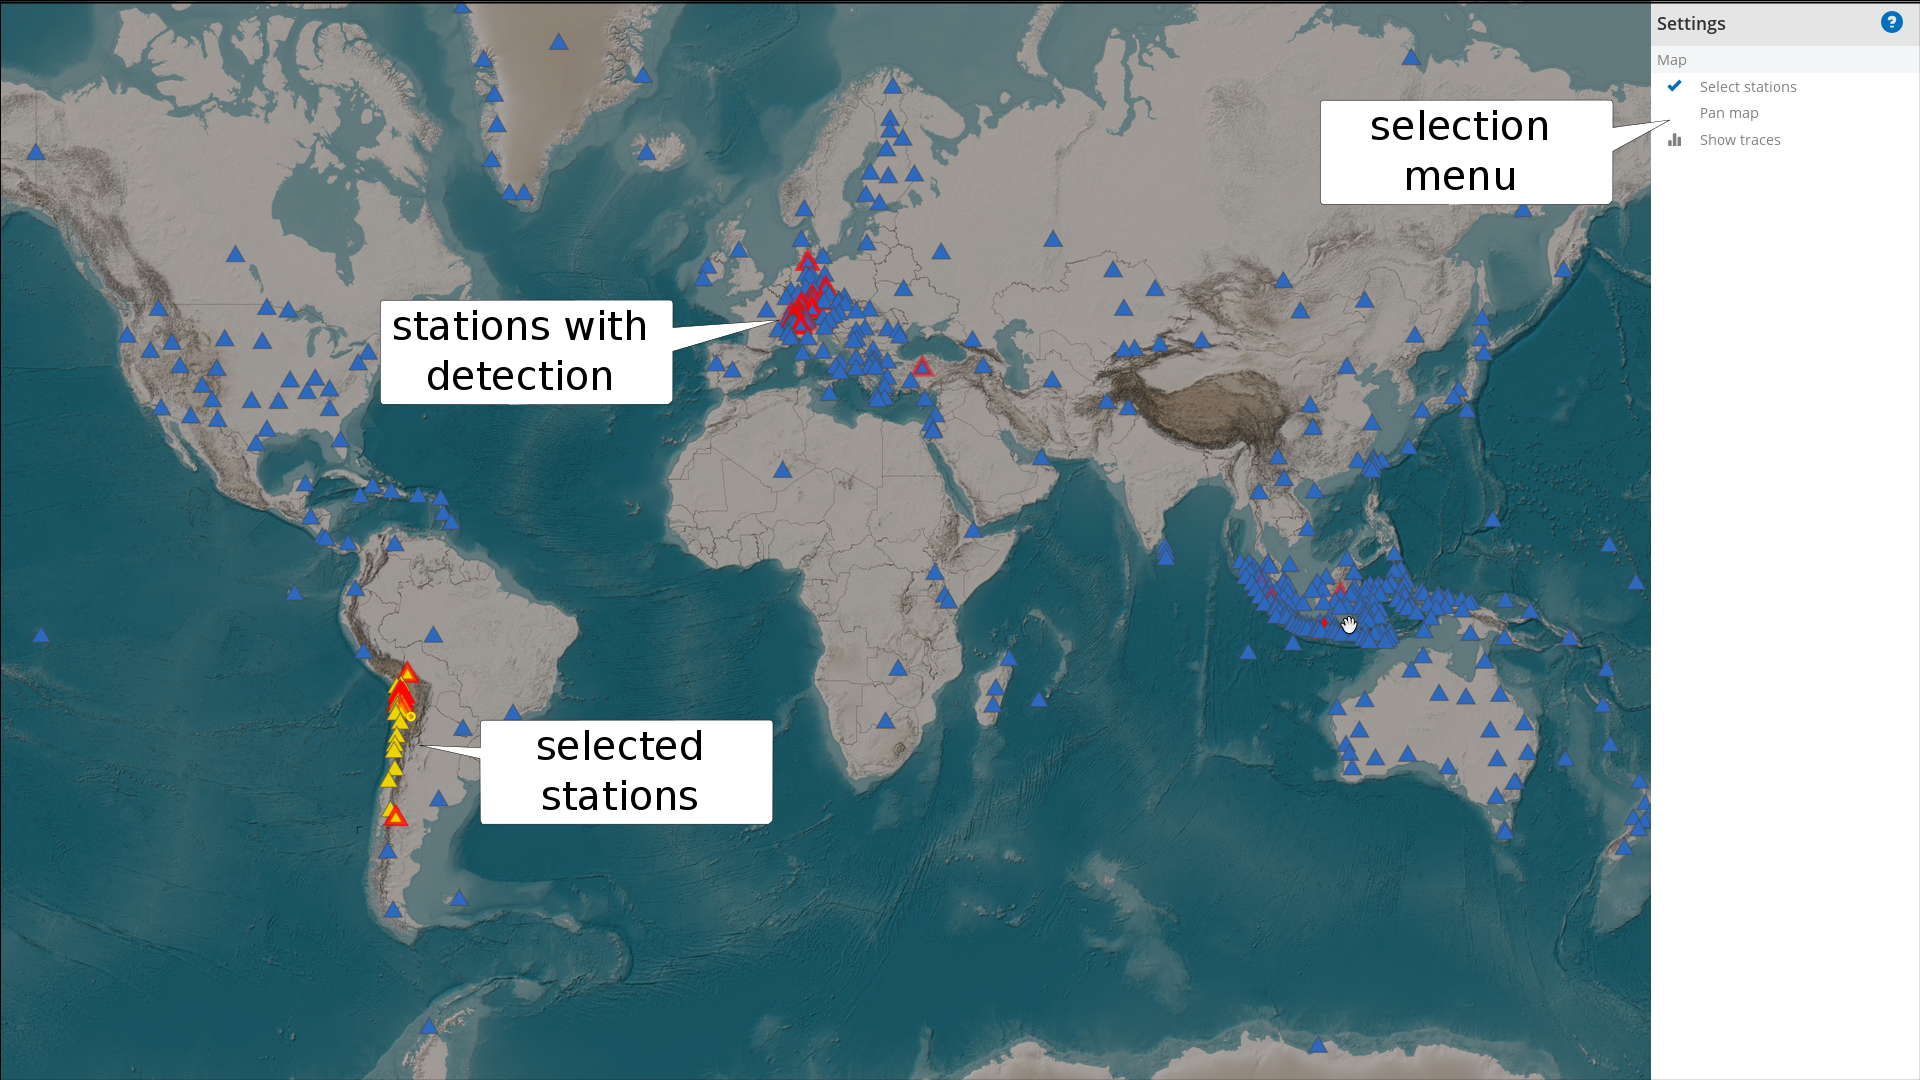 Settings
?
Map
Select stations
Pan map
Show traces
selection
menu
stations with
detection
selected
stations